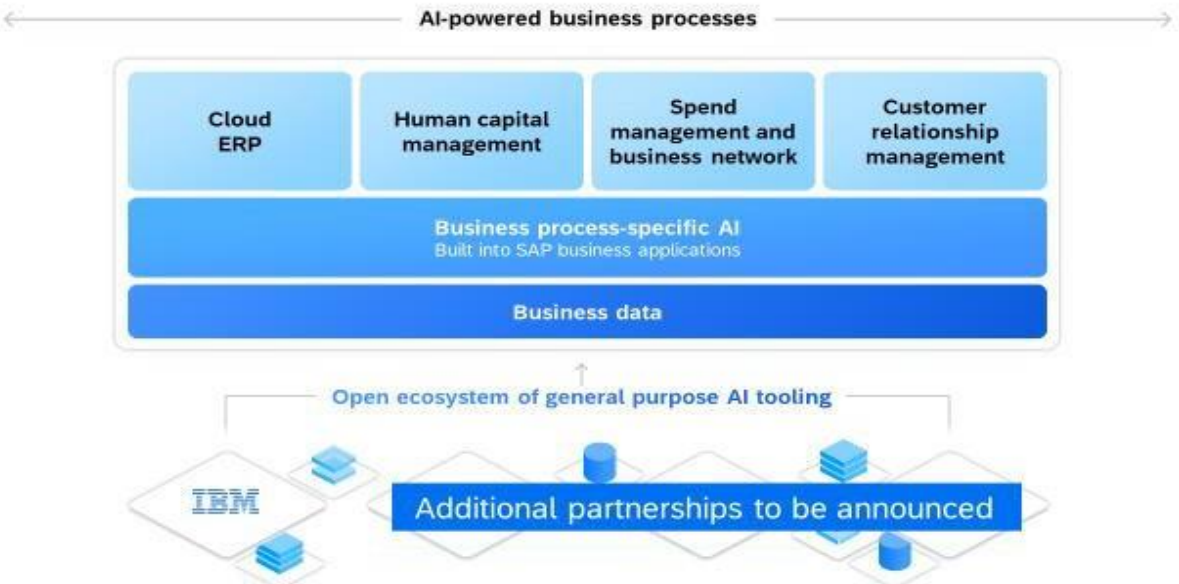 AI-powered business processes
Cloud
ERP
Human capital
management
Spend
management and
business network
Customer
relationship
management
Business process-specific AI
Built into SAP business applications
Business data
Open ecosystem of general purpose AI tooling
IBM
Additional partnerships to be announced